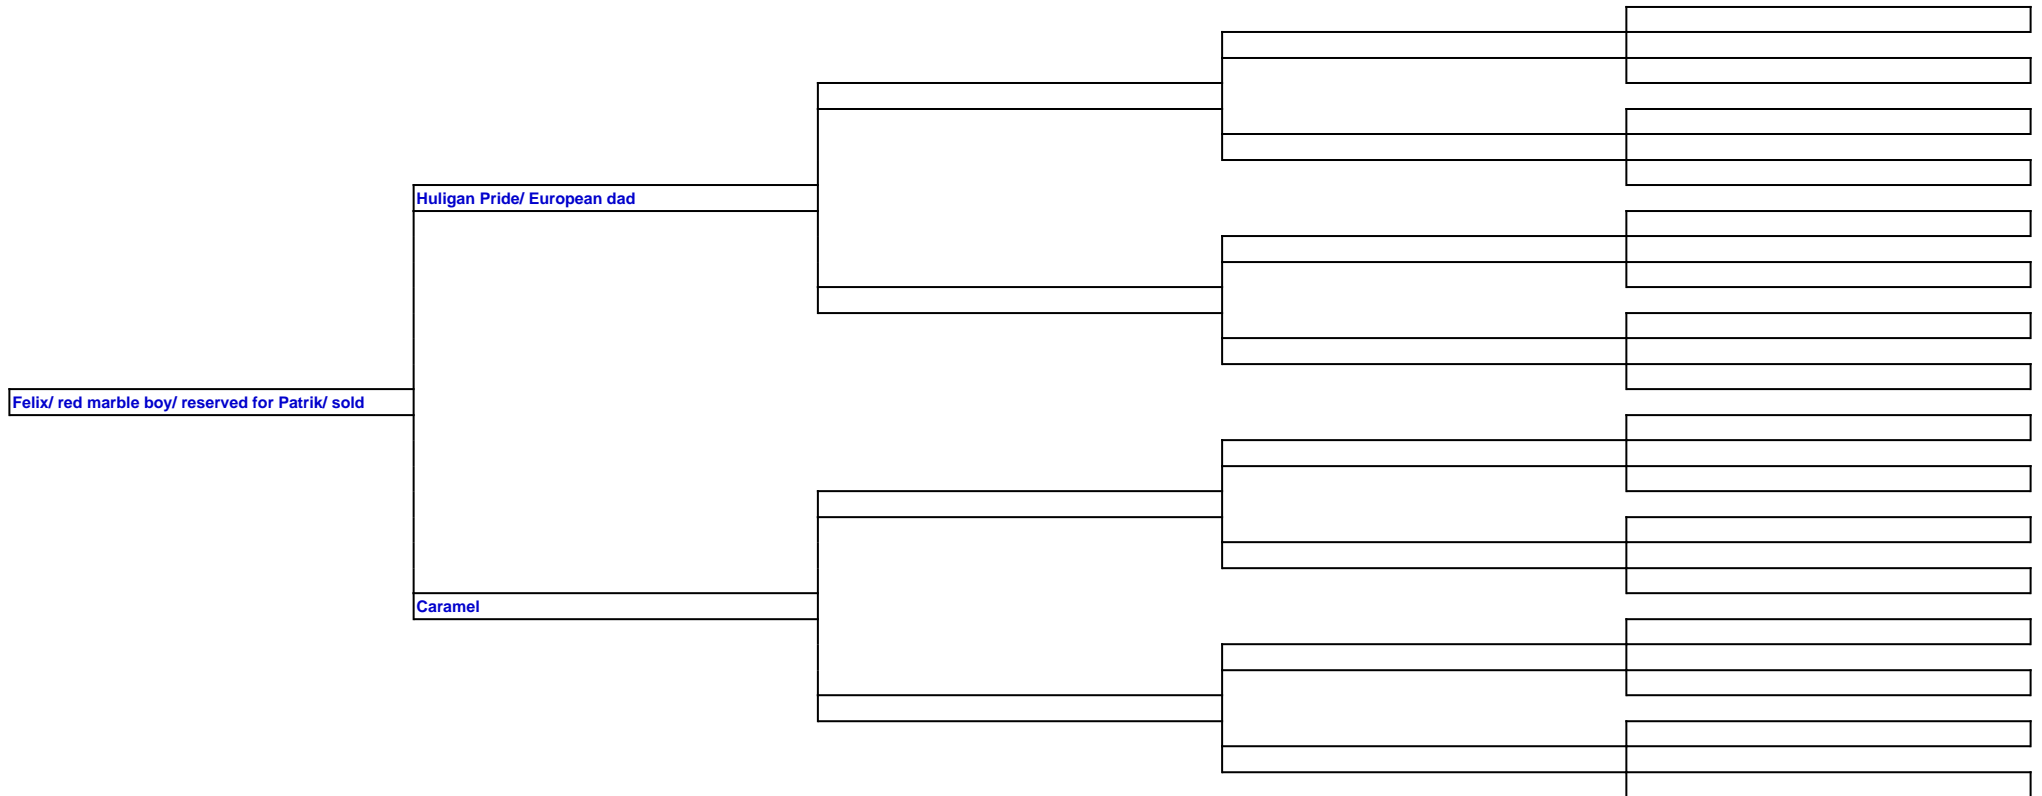 Huligan Pride/ European dad
Felix/ red marble boy/ reserved for Patrik/ sold
Caramel